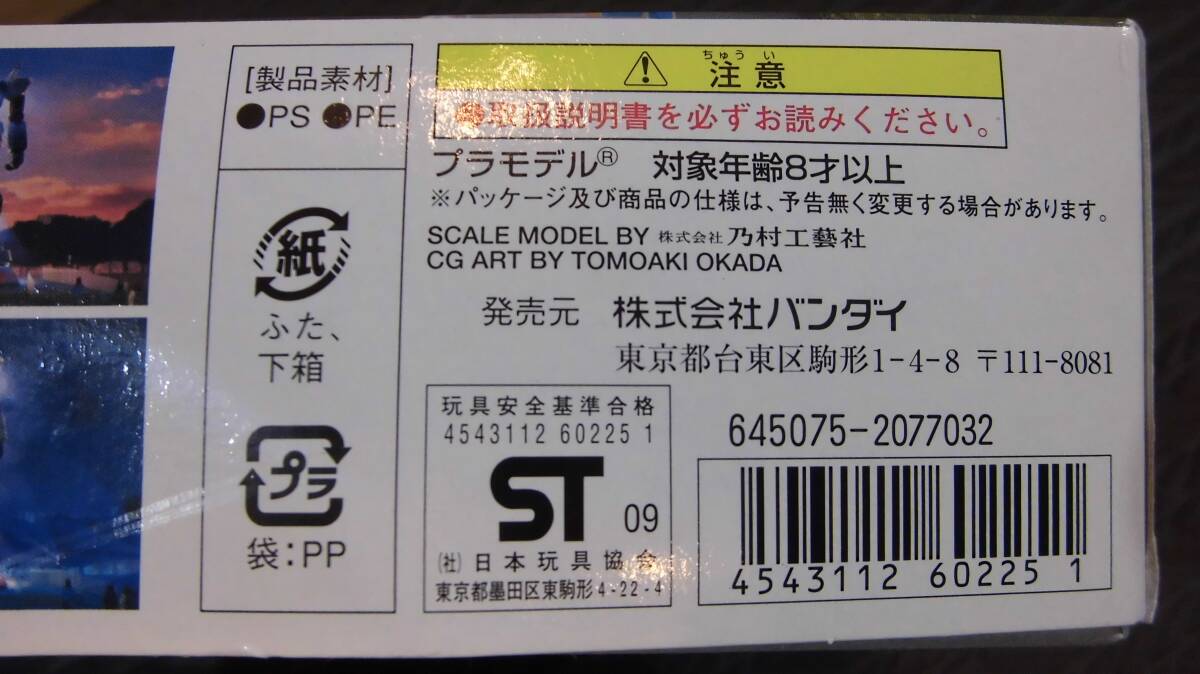 [製品素材]
●PS ●PE
紙
ふた、
下箱
プラ
袋:PP
ちゅうい
注意
●取扱説明書を必ずお読みください。
プラモデル® 対象年齢8才以上
※パッケージ及び商品の仕様は、予告無く変更する場合があります。
SCALE MODEL BY 株式会社 乃村工藝社
CG ART BY TOMOAKI OKADA
発売元 株式会社バンダイ
東京都台東区駒形1-4-8 〒111-8081
玩具安全基準合格
4543112 60225 1
ST 09
(社)日本玩具協会
東京都墨田区東駒形4-22-4
645075-2077032
4543112 60225 1